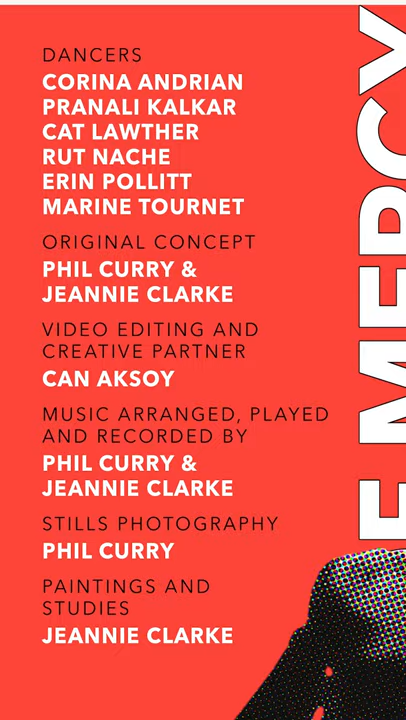 DANCERS
CORINA ANDRIAN
PRANALI KALKAR
CAT LAWTHER
RUT NACHE
ERIN POLLITT
MARINE TOURNET
ORIGINAL CONCEPT
PHIL CURRY &
JEANNIE CLARKE
VIDEO EDITING AND
CREATIVE PARTNER
CAN AKSOY
MUSIC ARRANGED, PLAYED
AND RECORDED BY
PHIL CURRY &
JEANNIE CLARKE
STILLS PHOTOGRAPHY
PHIL CURRY
PAINTINGS AND
STUDIES
JEANNIE CLARKE
E MERCY